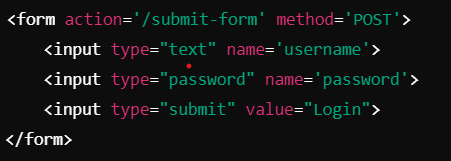 <form action='/submit-form' method='POST'>
<input type="text" name='username'>
<input type="password" name='password'>
<input type="submit" value="Login">
</form>